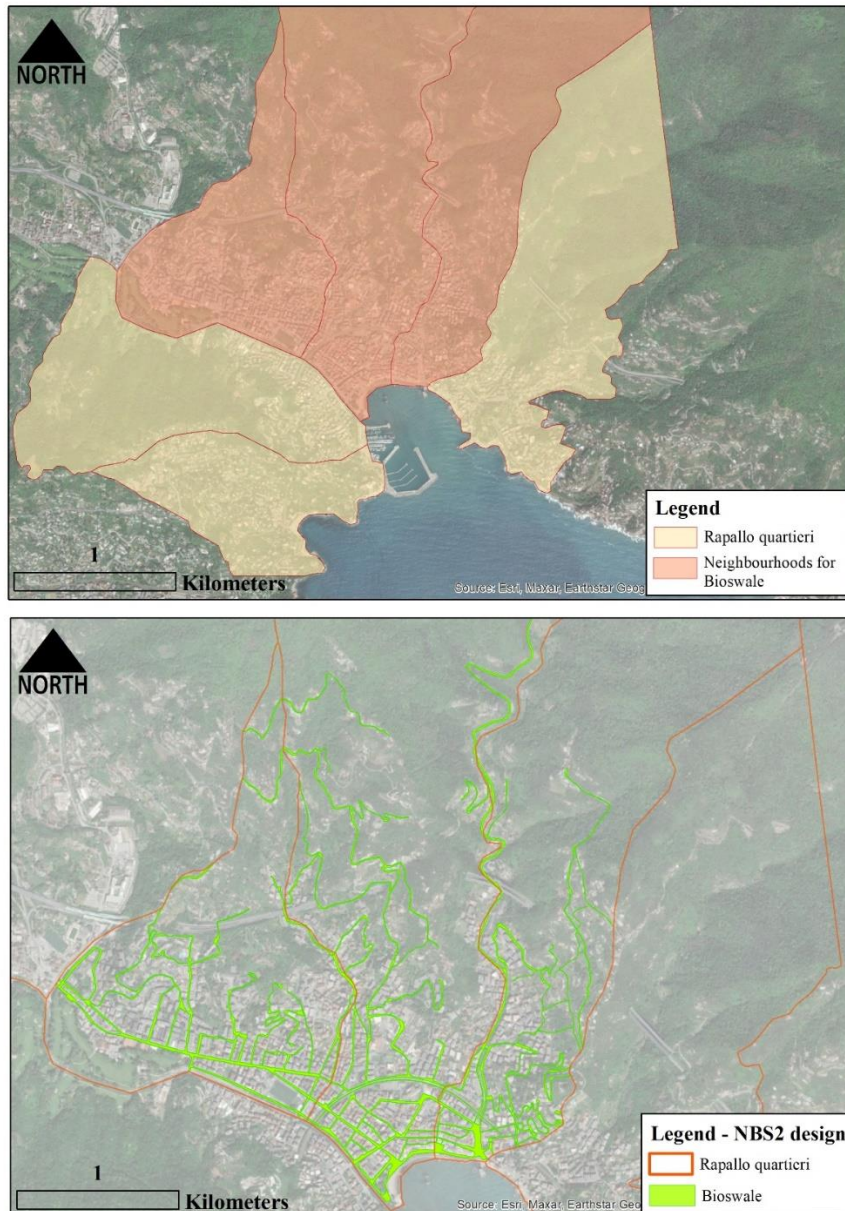 NORTH
1
Kilometers
Legend
Rapallo quartieri
Neighbourhoods for
Bioswale
Source: Esri, Maxar, Earthstar Geog
NORTH
1
Kilometers
Legend - NBS2 design
Rapallo quartieri
Bioswale
Source: Esri, Maxar, Earthstar Geo